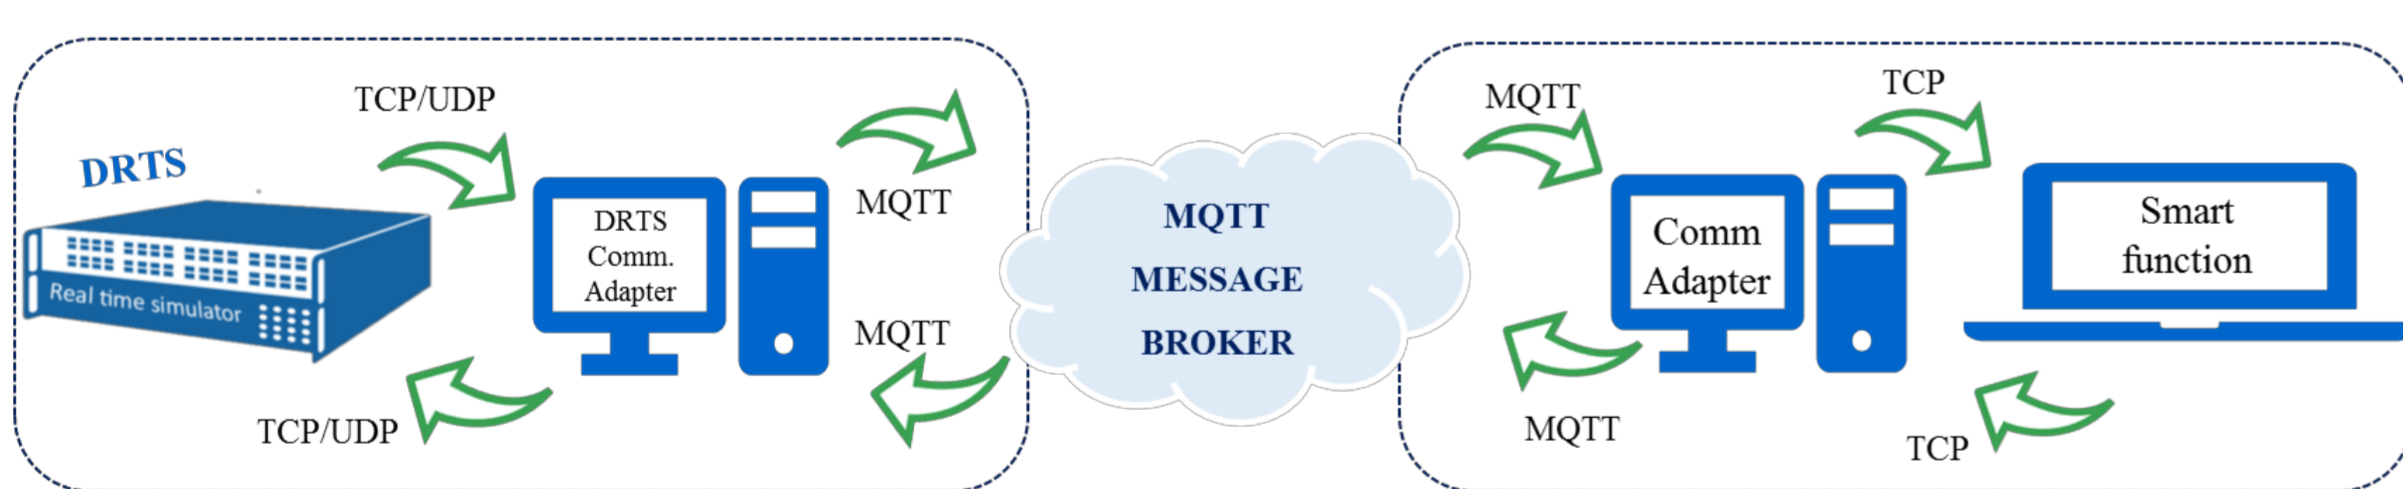 DRTS
Real time simulator
TCP/UDP
TCP/UDP
DRTS
Comm.
Adapter
MQTT
MQTT
MQTT
MESSAGE
BROKER
MQTT
MQTT
Comm
Adapter
TCP
TCP
Smart
function